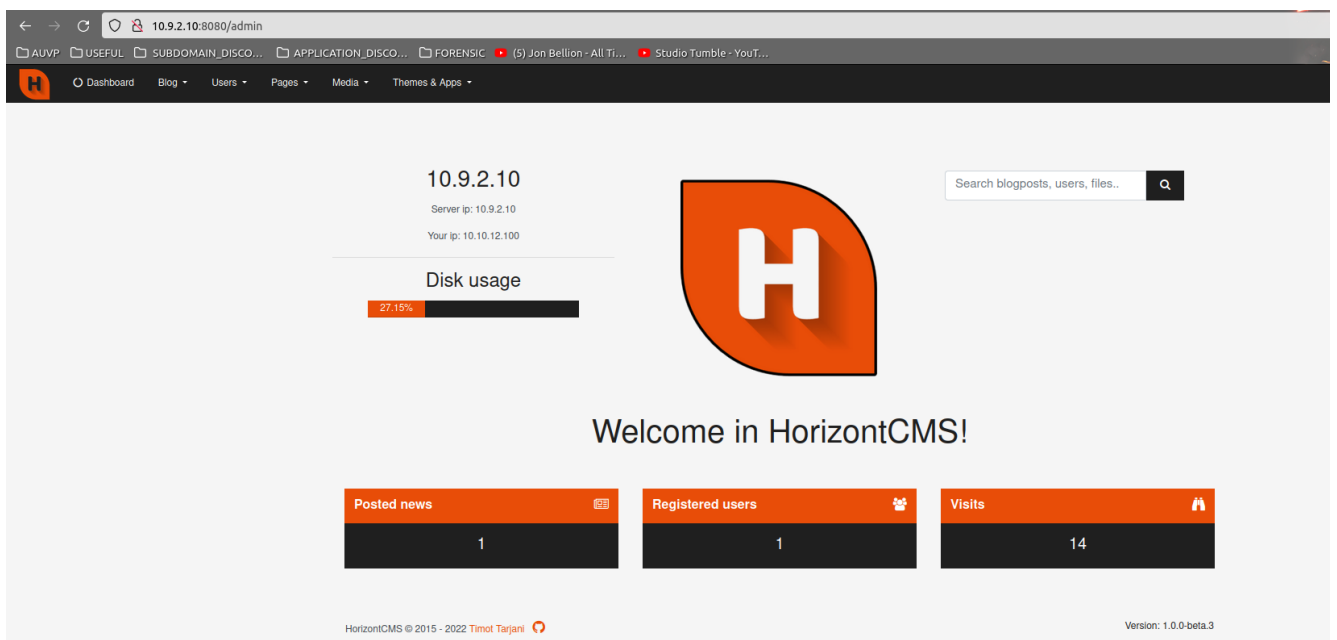 10.9.2.10:8080/admin
AUVP USEFUL SUBDOMAIN_DISCO... APPLICATION_DISCO... FORENSIC (5) Jon Bellion - All Ti... Studio Tumble - YouT...
H Dashboard Blog Users Pages Media Themes & Apps
10.9.2.10
Server ip: 10.9.2.10
Your ip: 10.10.12.100
Disk usage
27.15%
H
Search blogposts, users, files..
Welcome in HorizontCMS!
Posted news Registered users Visits
1 1 14
HorizontCMS © 2015 - 2022 Timot Tarjani Version: 1.0.0-beta.3